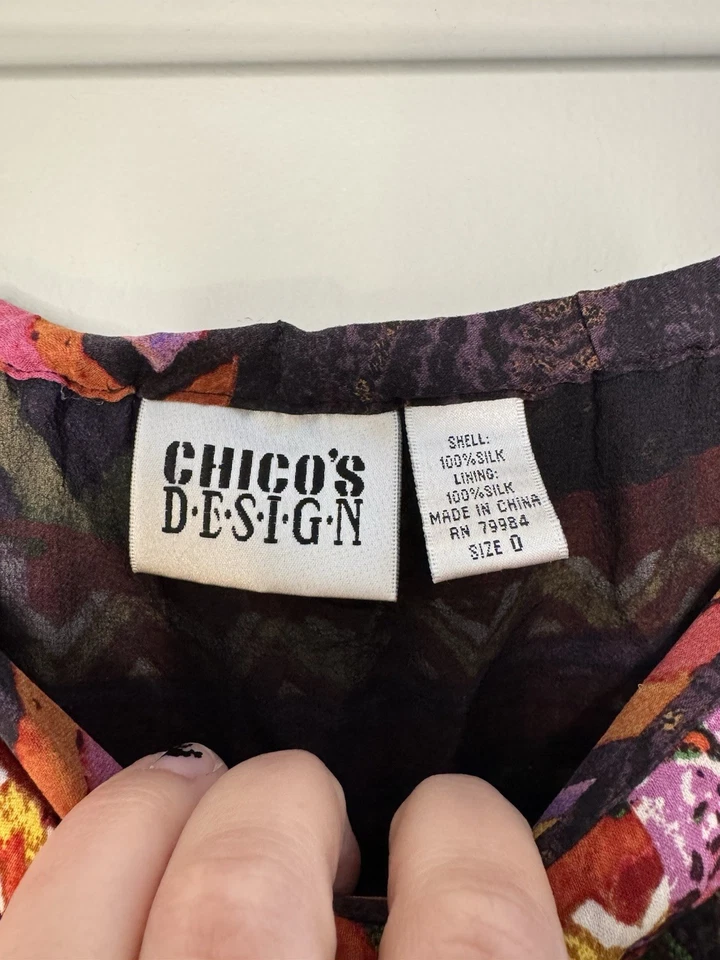 CHICO'S
D·E·S·I·G·N
SHELL:
100%SILK
LINING:
100%SILK
MADE IN CHINA
RN 79984
SIZE 0